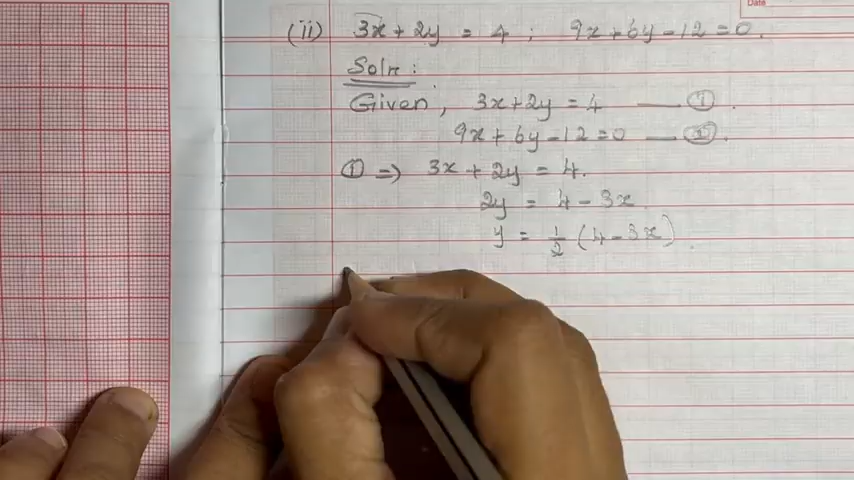 Date
(ii) 3x + 2y = 4 ; 9x + 6y - 12 = 0.
Soln :
Given, 3x + 2y = 4 —— ①.
9x + 6y - 12 = 0 —— ②.
① ⇒ 3x + 2y = 4.
2y = 4 - 3x
y = 1/2 (4 - 3x).